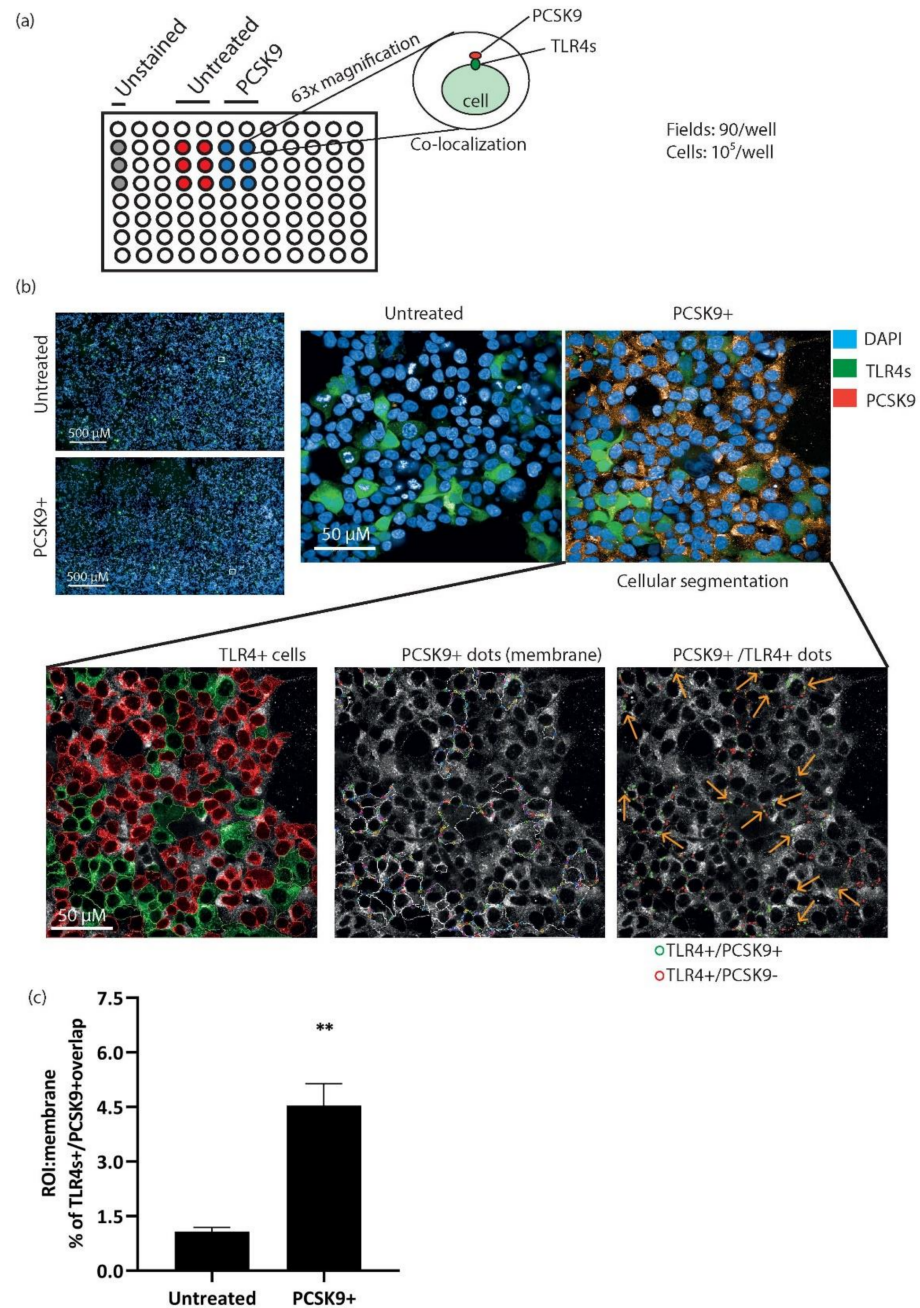 (a)
Unstained
Untreated
PCSK9
63x magnification
PCSK9
TLR4s
cell
Co-localization
Fields: 90/well
Cells: 10⁵/well
(b)
Untreated
500 µM
PCSK9+
500 µM
Untreated
50 µM
PCSK9+
DAPI
TLR4s
PCSK9
Cellular segmentation
TLR4+ cells
50 µM
PCSK9+ dots (membrane)
PCSK9+ /TLR4+ dots
TLR4+/PCSK9+
TLR4+/PCSK9-
(c)
ROI:membrane
% of TLR4s+/PCSK9+overlap
7.5
6.0
4.5
3.0
1.5
0.0
**
Untreated
PCSK9+